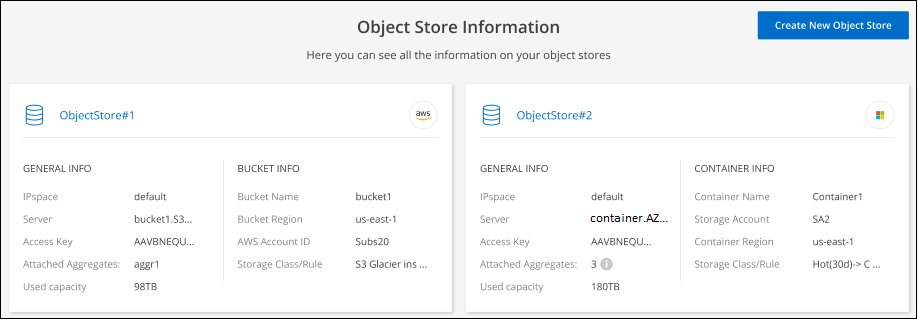 Object Store Information
Create New Object Store
Here you can see all the information on your object stores
ObjectStore#1
aws
GENERAL INFO
IPspace default
Server bucket1.S3...
Access Key AAVBNEQU...
Attached Aggregates: aggr1
Used capacity 98TB
BUCKET INFO
Bucket Name bucket1
Bucket Region us-east-1
AWS Account ID Subs20
Storage Class/Rule S3 Glacier ins ...
ObjectStore#2
GENERAL INFO
IPspace default
Server container.AZ...
Access Key AAVBNEQU...
Attached Aggregates: 3 i
Used capacity 180TB
CONTAINER INFO
Container Name Container1
Storage Account SA2
Container Region us-east-1
Storage Class/Rule Hot(30d)-> C ...